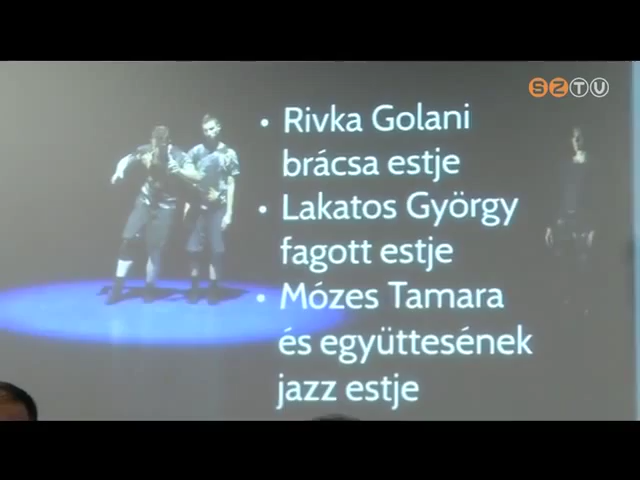 SZTV
• Rivka Golani
brácsa estje
• Lakatos György
fagott estje
• Mózes Tamara
és együttesének
jazz estje